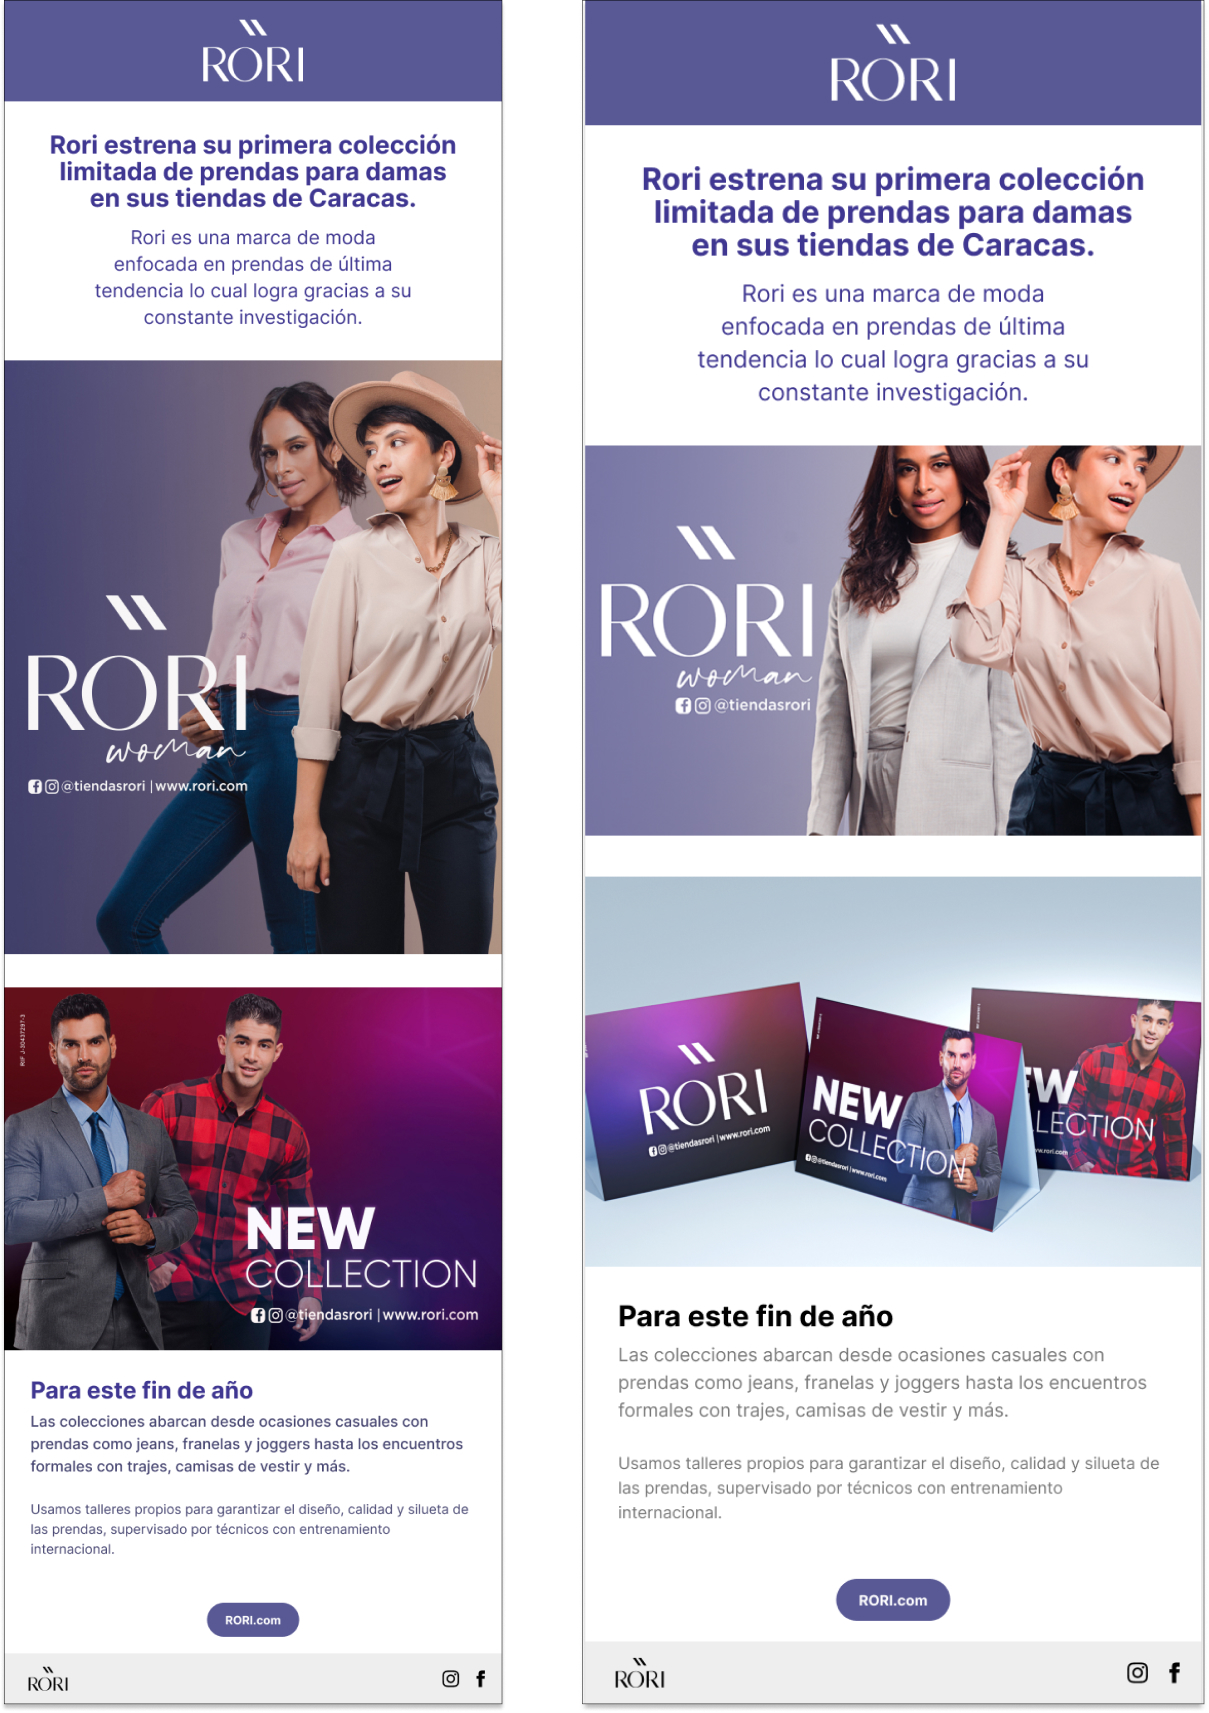 RORI
Rori estrena su primera colección
limitada de prendas para damas
en sus tiendas de Caracas.
Rori es una marca de moda
enfocada en prendas de última
tendencia lo cual logra gracias a su
constante investigación.
RORI
woman
@tiendasrori | www.rori.com
RIF J-30437297-3
NEW
COLLECTION
@tiendasrori | www.rori.com
Para este fin de año
Las colecciones abarcan desde ocasiones casuales con
prendas como jeans, franelas y joggers hasta los encuentros
formales con trajes, camisas de vestir y más.
Usamos talleres propios para garantizar el diseño, calidad y silueta de
las prendas, supervisado por técnicos con entrenamiento
internacional.
RORI.com
RORI
RORI
Rori estrena su primera colección
limitada de prendas para damas
en sus tiendas de Caracas.
Rori es una marca de moda
enfocada en prendas de última
tendencia lo cual logra gracias a su
constante investigación.
RORI
woman
@tiendasrori
RORI
@tiendasrori | www.rori.com
NEW
COLLECTION
@tiendasrori | www.rori.com
EW
LECTION
ww.rori.com
Para este fin de año
Las colecciones abarcan desde ocasiones casuales con
prendas como jeans, franelas y joggers hasta los encuentros
formales con trajes, camisas de vestir y más.
Usamos talleres propios para garantizar el diseño, calidad y silueta de
las prendas, supervisado por técnicos con entrenamiento
internacional.
RORI.com
RORI